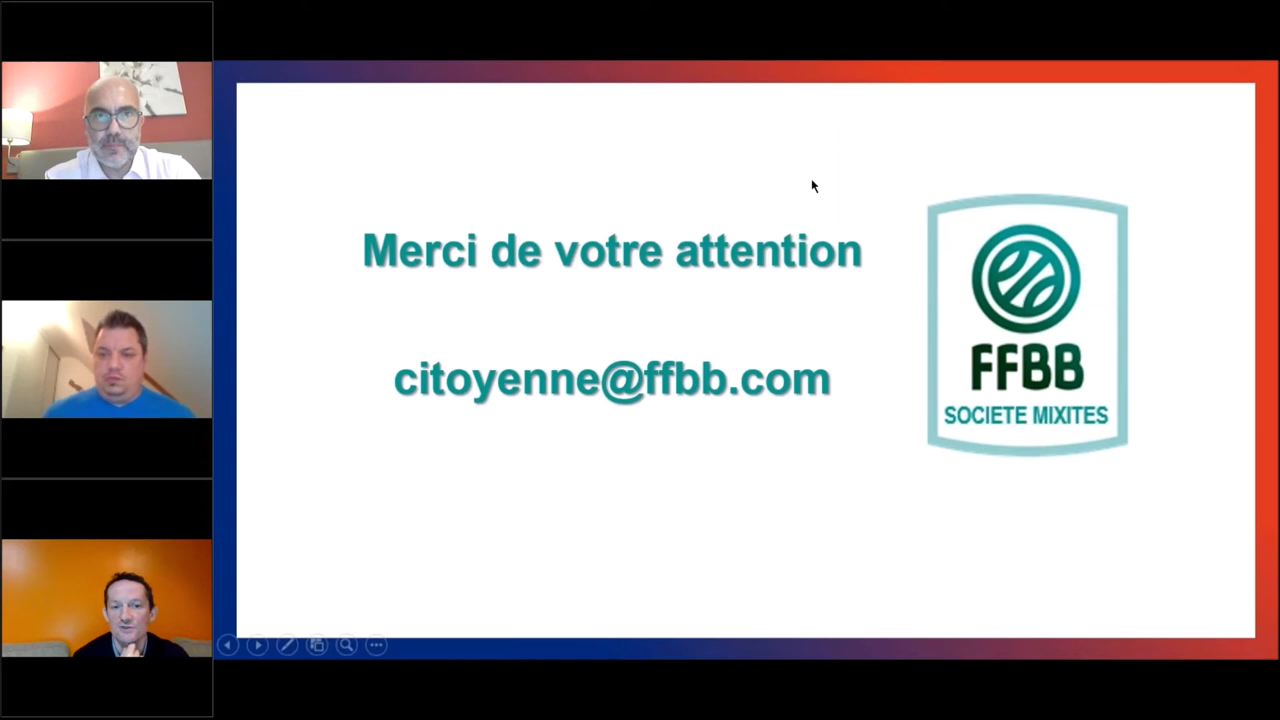 Merci de votre attention
citoyenne@ffbb.com
FFBB
SOCIETE MIXITES